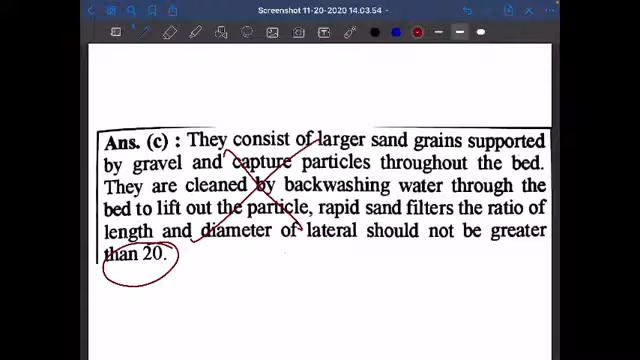 Screenshot 11-20-2020 14.03.54
Ans. (c) : They consist of larger sand grains supported
by gravel and capture particles throughout the bed.
They are cleaned by backwashing water through the
bed to lift out the particle, rapid sand filters the ratio of
length and diameter of lateral should not be greater
than 20.